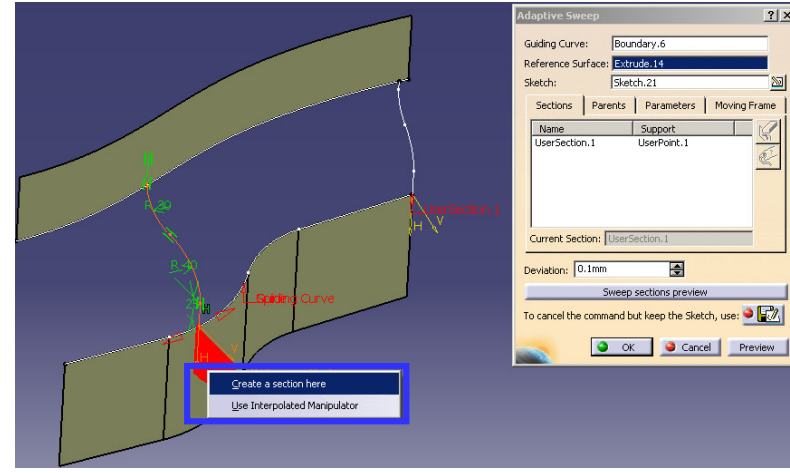 Adaptive Sweep
Guiding Curve: Boundary.6
Reference Surface: Extrude.14
Sketch: Sketch.21
Sections Parents Parameters Moving Frame
Name Support
UserSection.1 UserPoint.1
Current Section: UserSection.1
Deviation: 0.1mm
Sweep sections preview
To cancel the command but keep the Sketch, use:
OK Cancel Preview
R 39
R 40
H
V
Guiding Curve
H
H V
Create a section here
Use Interpolated Manipulator